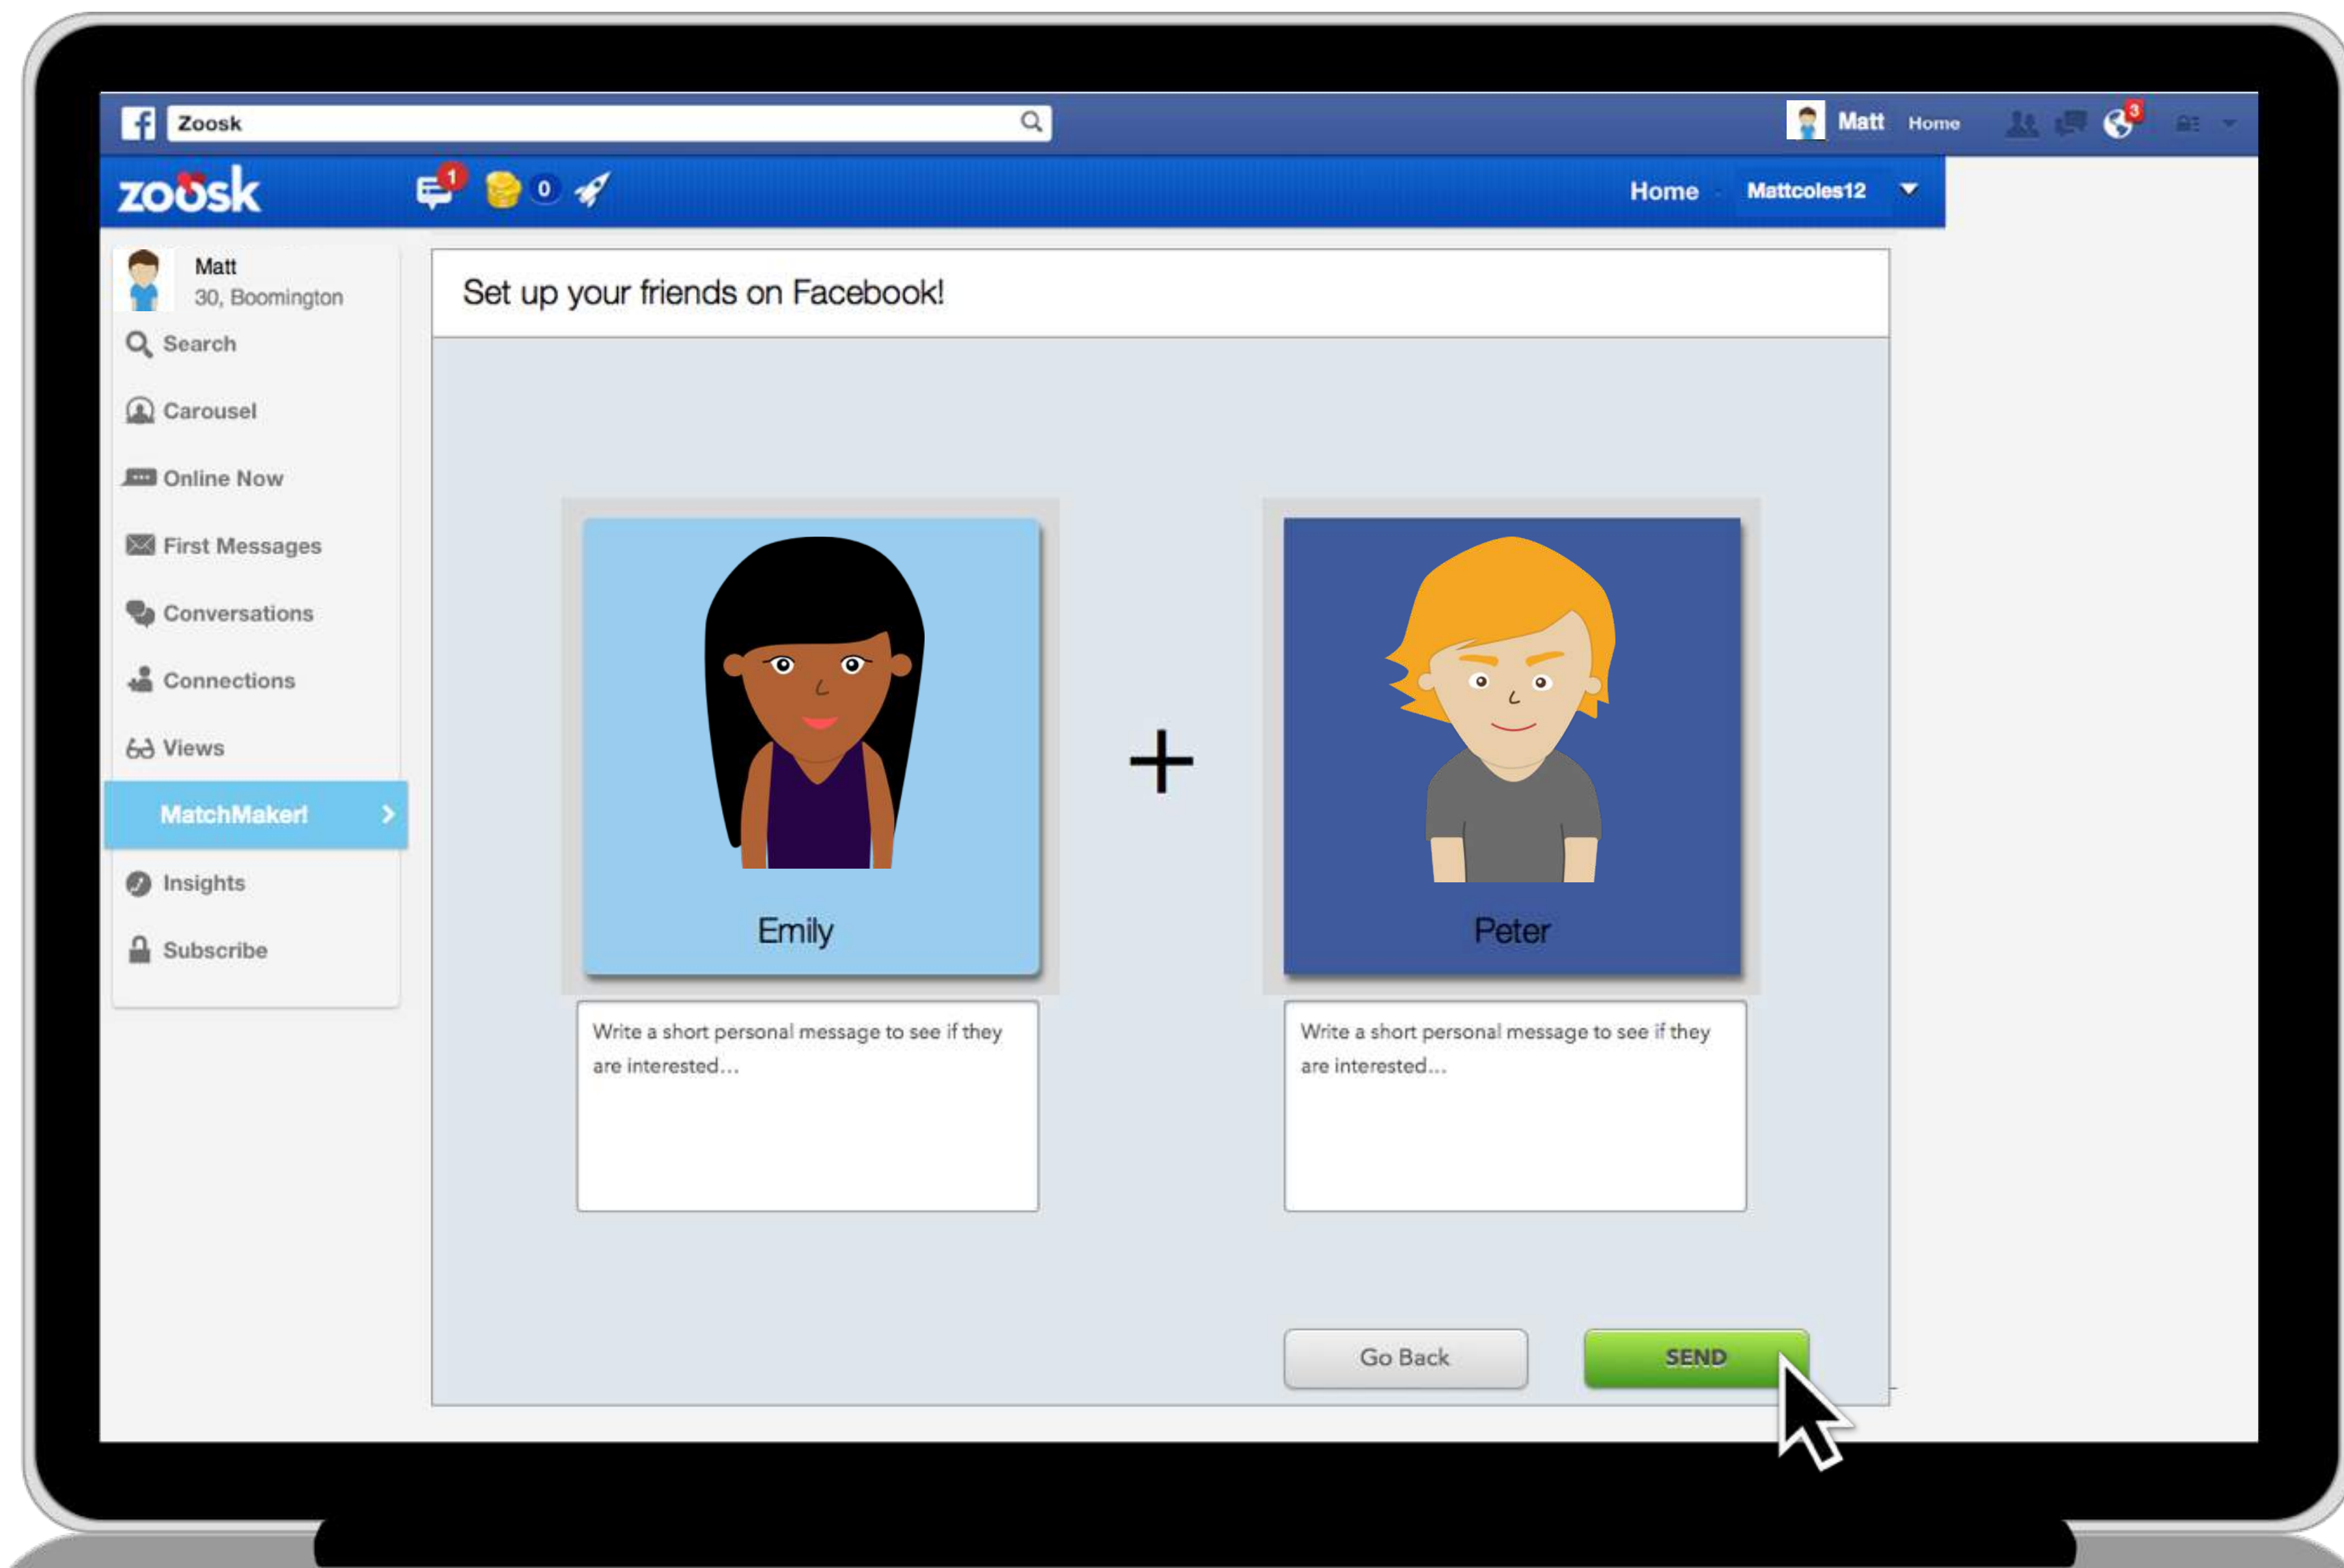 Zoosk
Matt Home 3
zoosk 1 0 Home Mattcoles12
Matt
30, Boomington
Search
Carousel
Online Now
First Messages
Conversations
Connections
Views
MatchMaker!
Insights
Subscribe
Set up your friends on Facebook!
Emily
+
Peter
Write a short personal message to see if they
are interested...
Write a short personal message to see if they
are interested...
Go Back
SEND